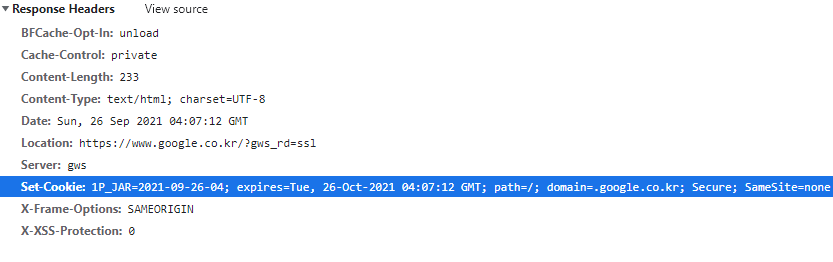 Response Headers View source
BFCache-Opt-In: unload
Cache-Control: private
Content-Length: 233
Content-Type: text/html; charset=UTF-8
Date: Sun, 26 Sep 2021 04:07:12 GMT
Location: https://www.google.co.kr/?gws_rd=ssl
Server: gws
Set-Cookie: 1P_JAR=2021-09-26-04; expires=Tue, 26-Oct-2021 04:07:12 GMT; path=/; domain=.google.co.kr; Secure; SameSite=none
X-Frame-Options: SAMEORIGIN
X-XSS-Protection: 0